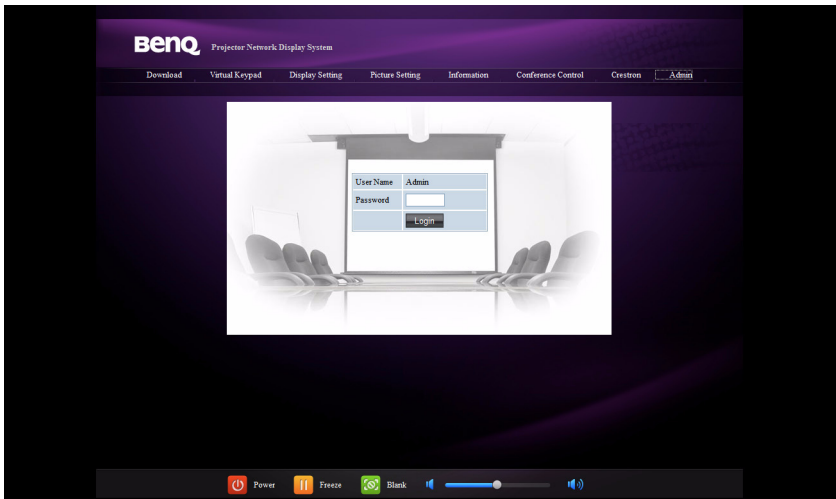 BenQ Projector Network Display System
Download Virtual Keypad Display Setting Picture Setting Information Conference Control Crestron Admin
User Name Admin
Password
Login
Power Freeze Blank